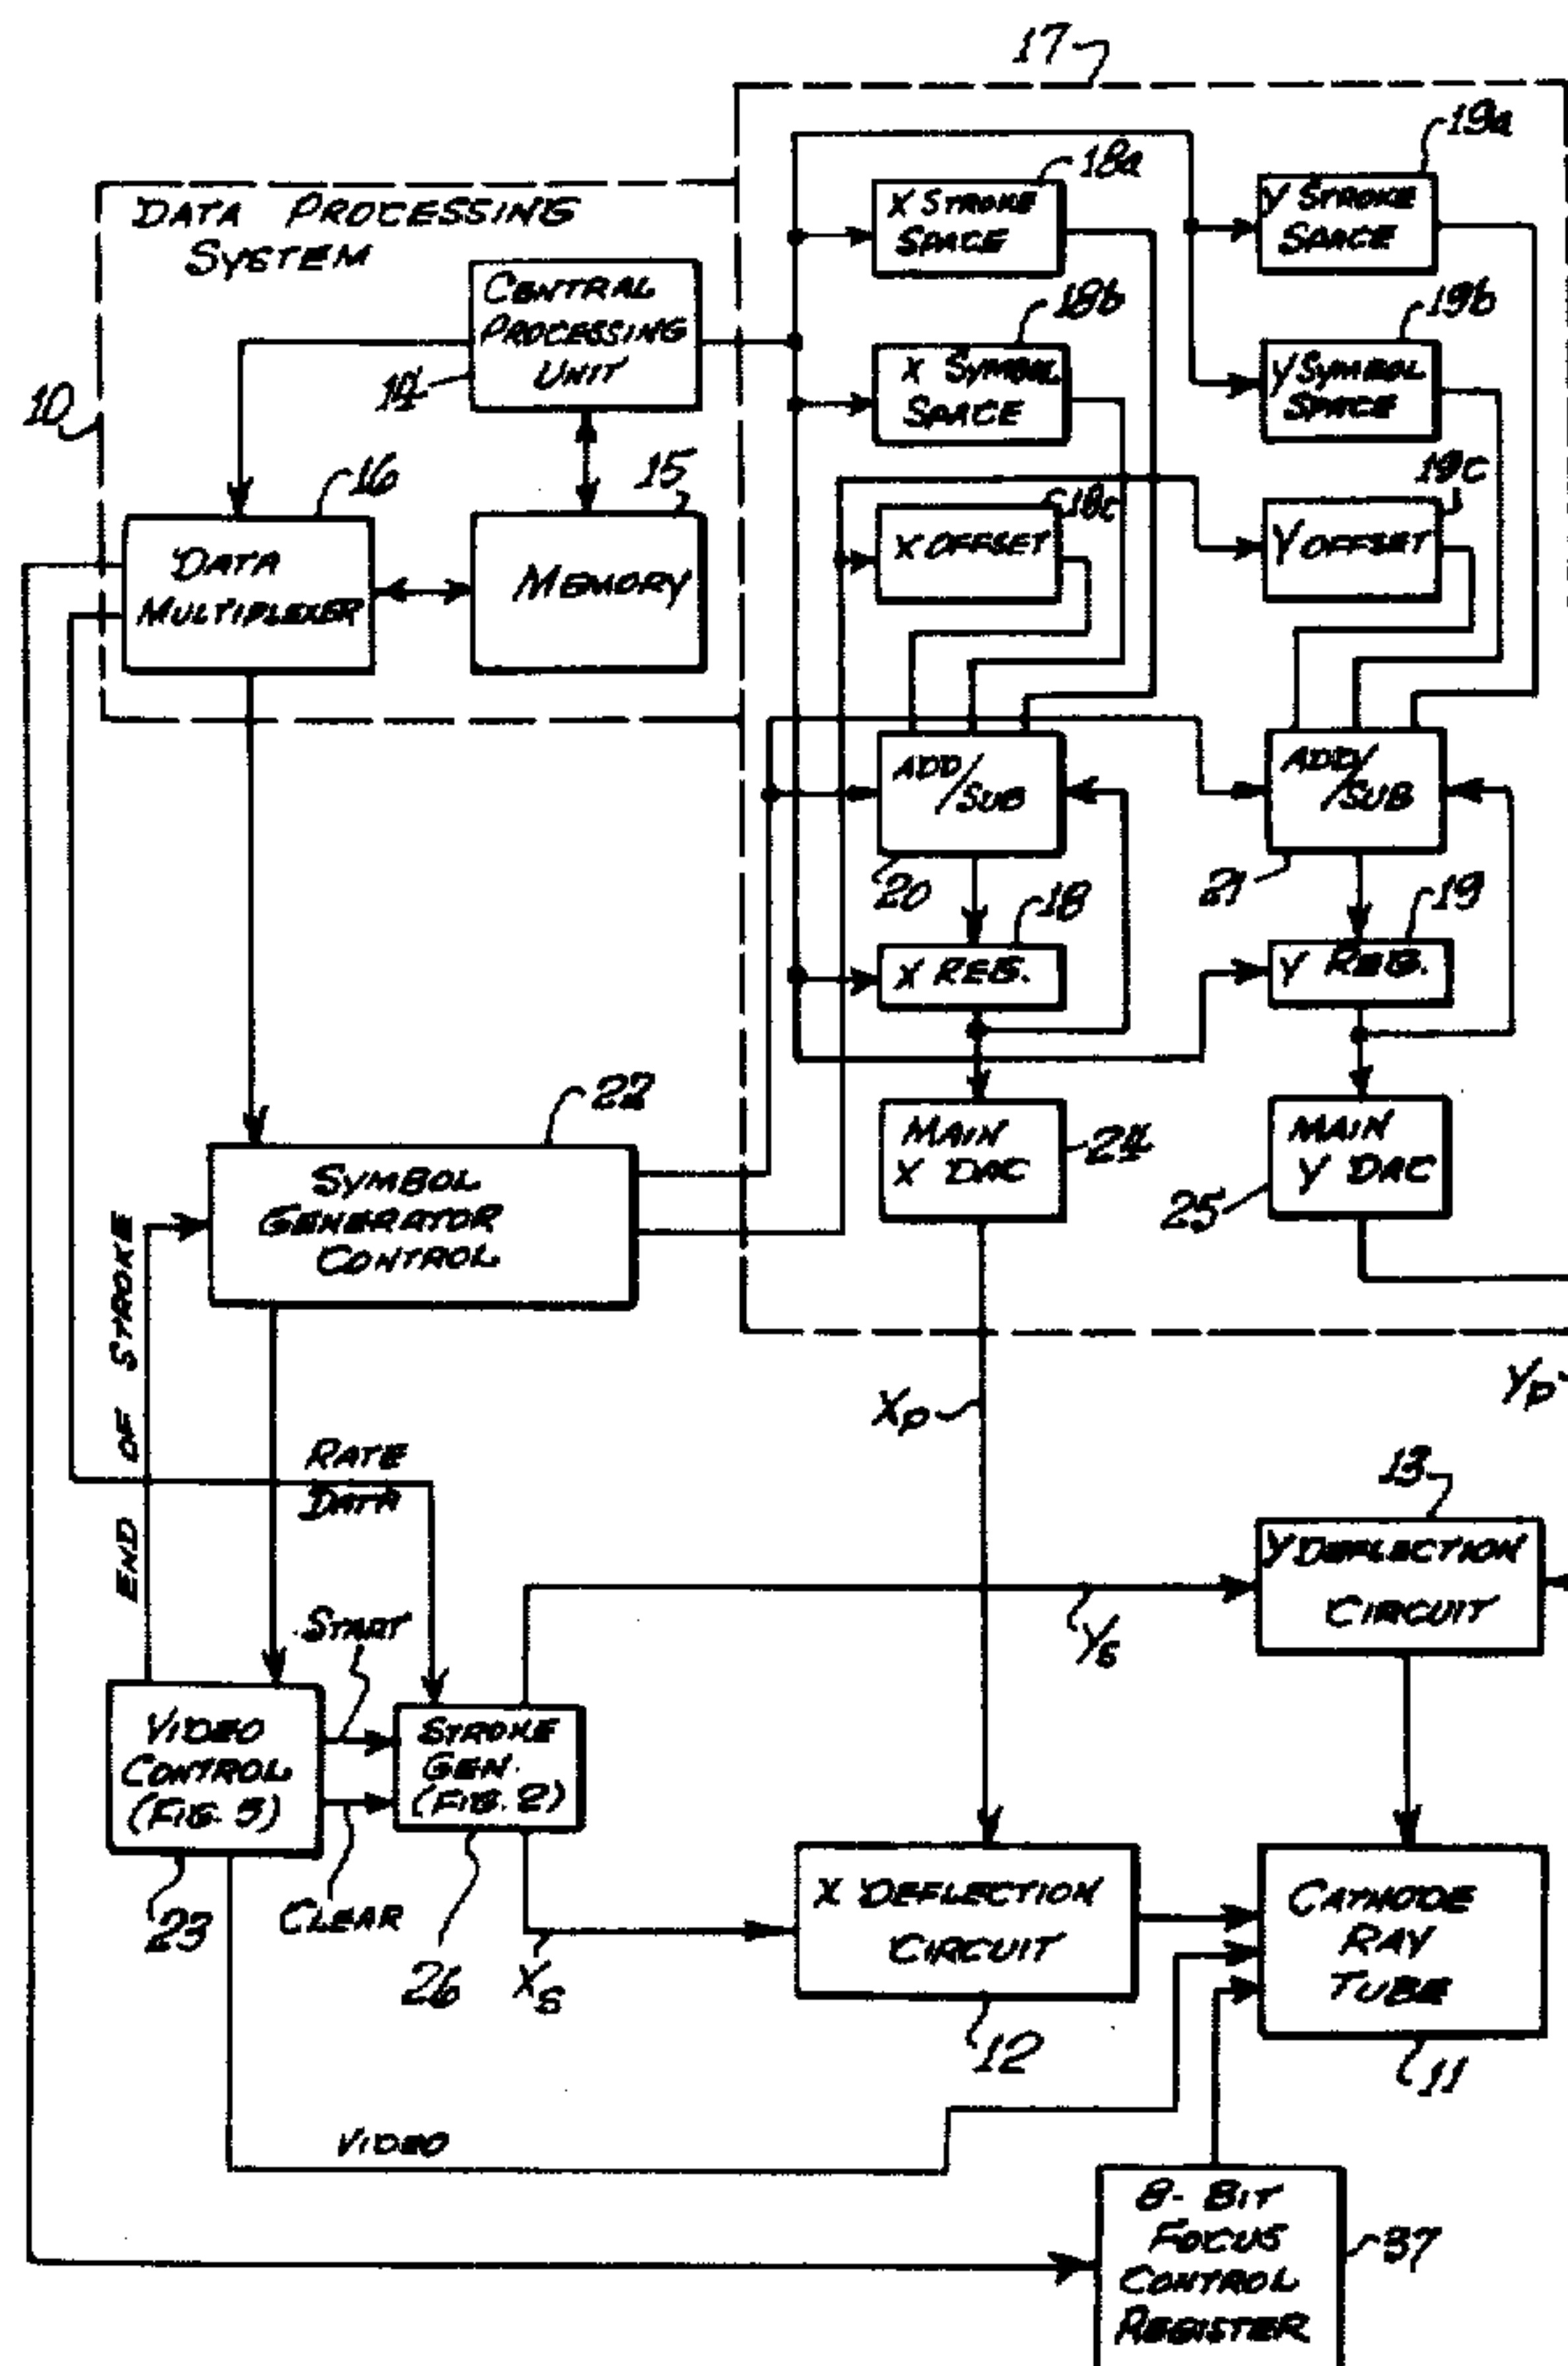 17
19a
18a
DATA PROCESSING
SYSTEM
X STROKE
SPACE
Y STROKE
SPACE
CENTRAL
PROCESSING
UNIT
18b
19b
14
X SYMBOL
SPACE
Y SYMBOL
SPACE
10
16
15
18c
19c
DATA
MULTIPLEXER
MEMORY
X OFFSET
Y OFFSET
ADD
/SUB
ADD/
/SUB
20
18
21
19
X REG.
Y REG.
22
MAIN
X DAC
24
MAIN
Y DAC
25
SYMBOL
GENERATOR
CONTROL
END OF STROKE
Xp
Yp
RATE
DATA
13
Y DEFLECTION
CIRCUIT
START
Ys
VIDEO
CONTROL
(FIG. 5)
STROKE
GEN.
(FIG. 2)
CLEAR
23
26
Xs
X DEFLECTION
CIRCUIT
CATHODE
RAY
TUBE
12
11
VIDEO
8-BIT
FOCUS
CONTROL
REGISTER
37